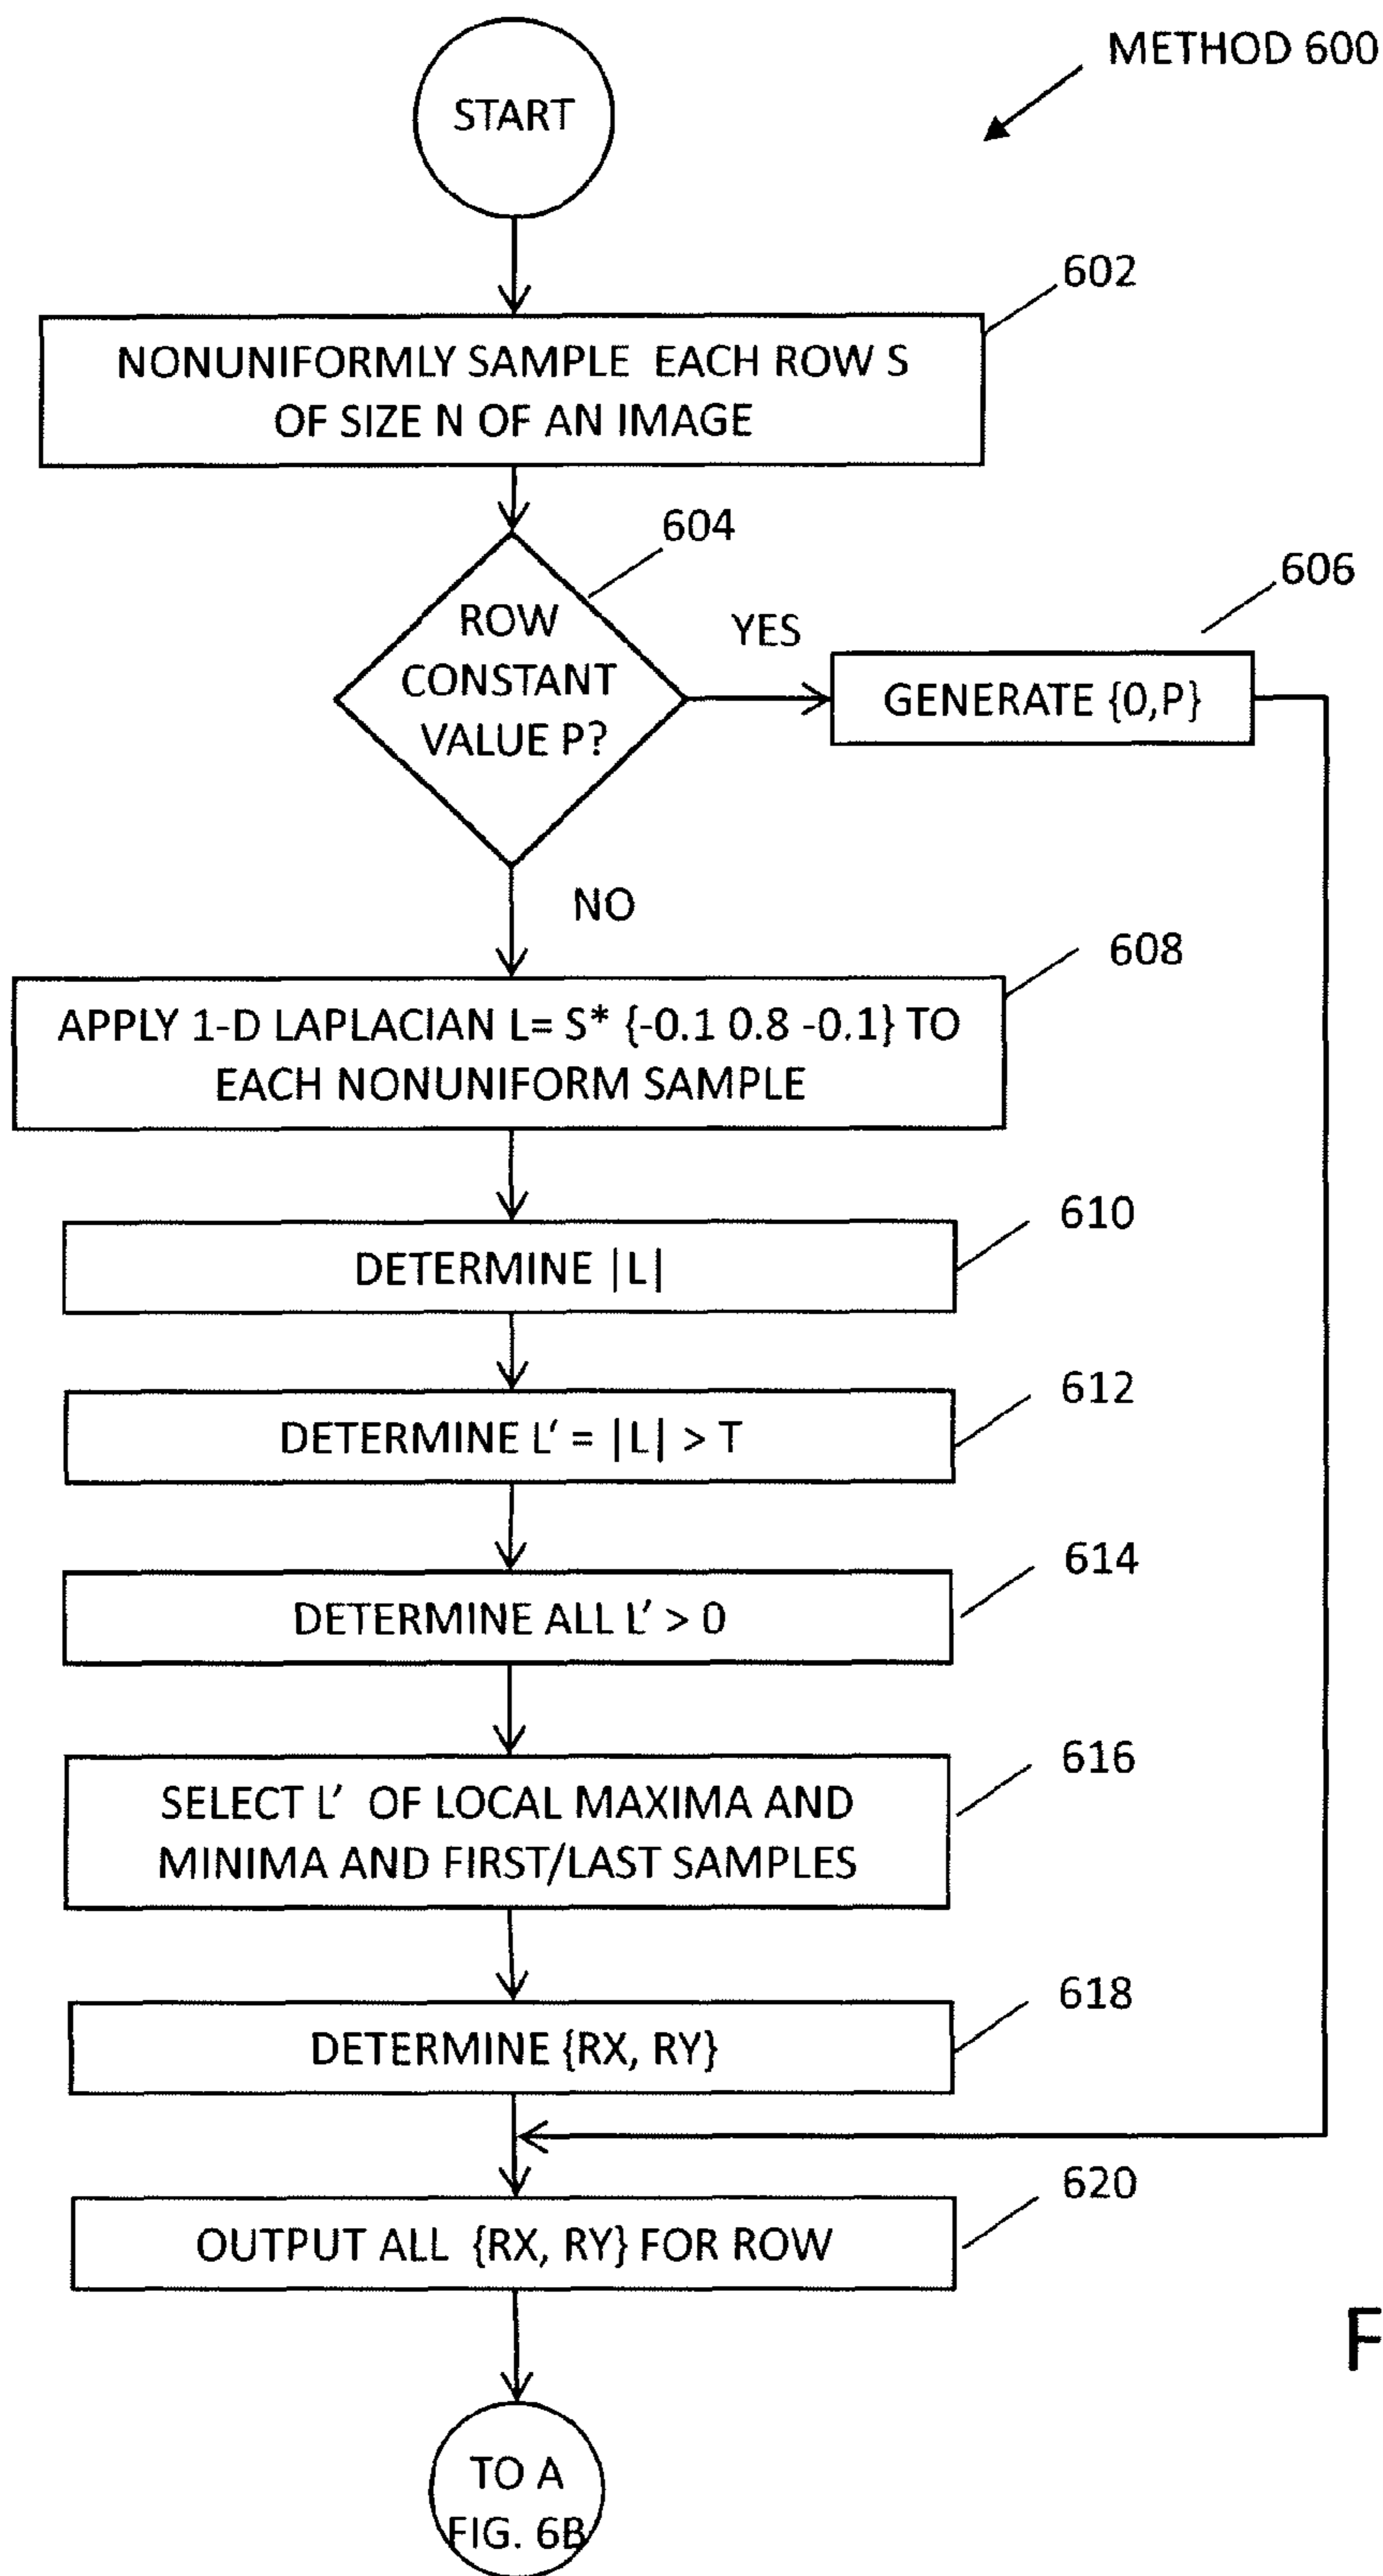 METHOD 600
START
602
NONUNIFORMLY SAMPLE EACH ROW S
OF SIZE N OF AN IMAGE
604
ROW
CONSTANT
VALUE P?
YES
606
GENERATE {0,P}
NO
608
APPLY 1-D LAPLACIAN L= S* {-0.1 0.8 -0.1} TO
EACH NONUNIFORM SAMPLE
610
DETERMINE |L|
612
DETERMINE L' = |L| > T
614
DETERMINE ALL L' > 0
616
SELECT L' OF LOCAL MAXIMA AND
MINIMA AND FIRST/LAST SAMPLES
618
DETERMINE {RX, RY}
620
OUTPUT ALL {RX, RY} FOR ROW
F
TO A
FIG. 6B